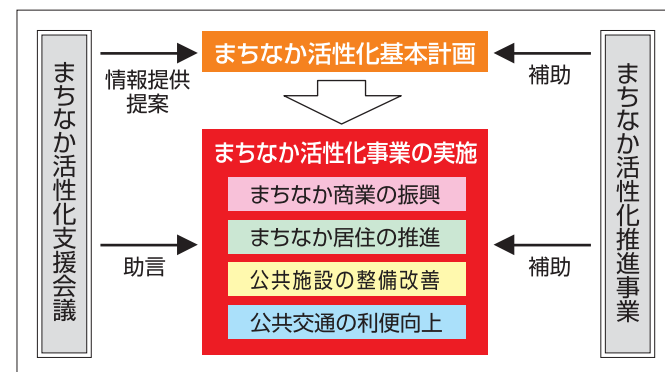 まちなか活性化支援会議
情報提供
提案
助言
まちなか活性化基本計画
まちなか活性化事業の実施
まちなか商業の振興
まちなか居住の推進
公共施設の整備改善
公共交通の利便向上
補助
補助
まちなか活性化推進事業